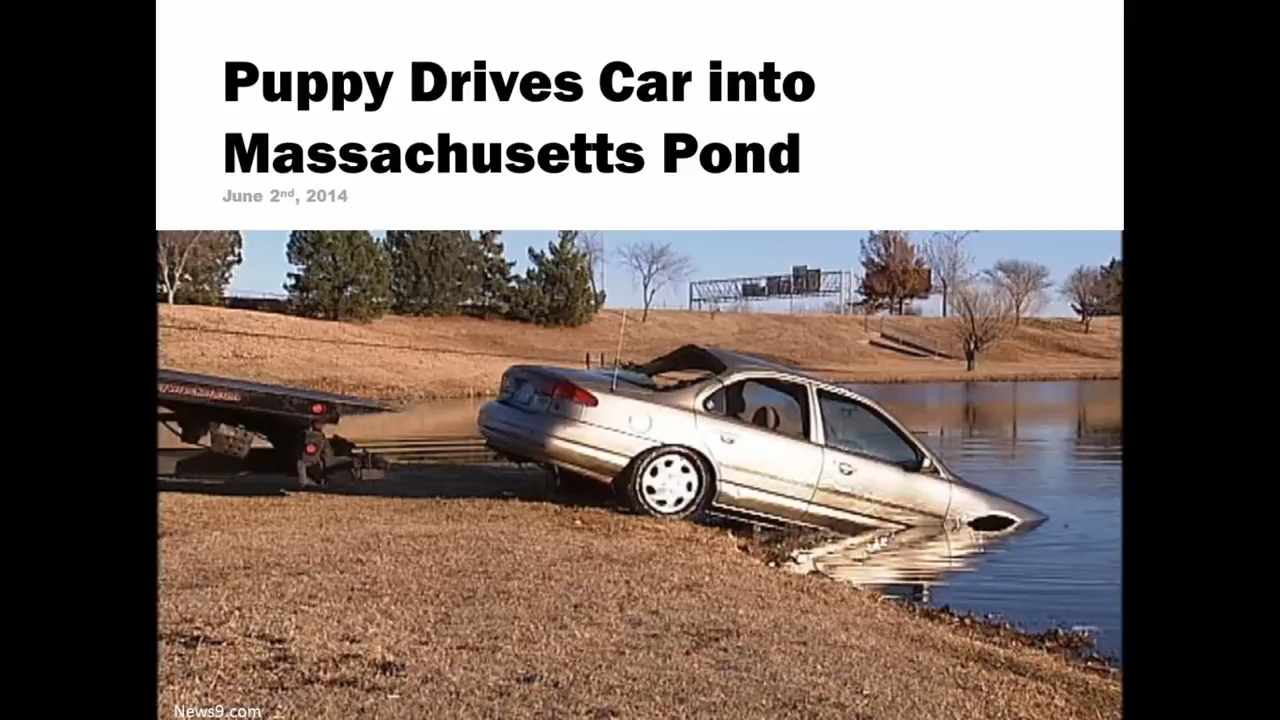 Puppy Drives Car into
Massachusetts Pond
June 2nd, 2014
News9.com